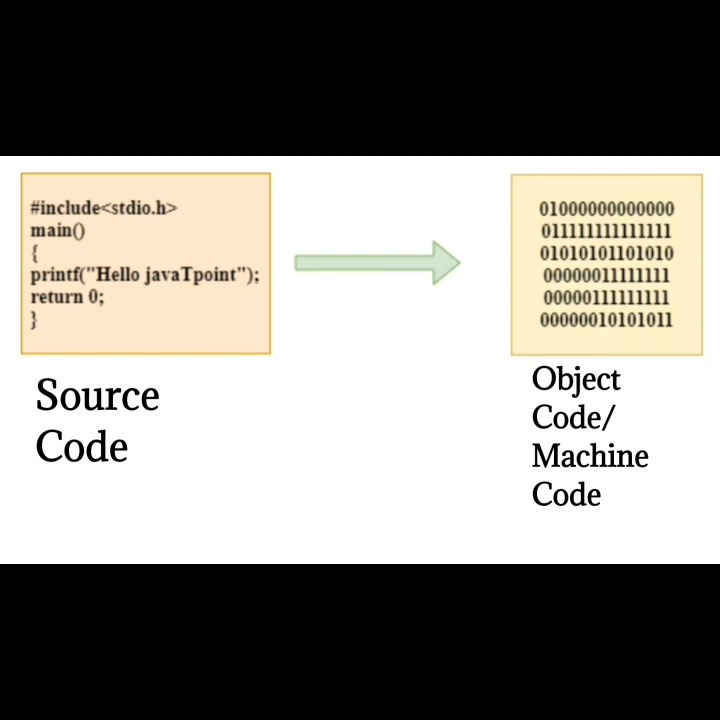 #include<stdio.h>
main()
{
printf("Hello javaTpoint");
return 0;
}
Source
Code
01000000000000
011111111111111
01010101101010
00000011111111
00000111111111
00000010101011
Object
Code/
Machine
Code